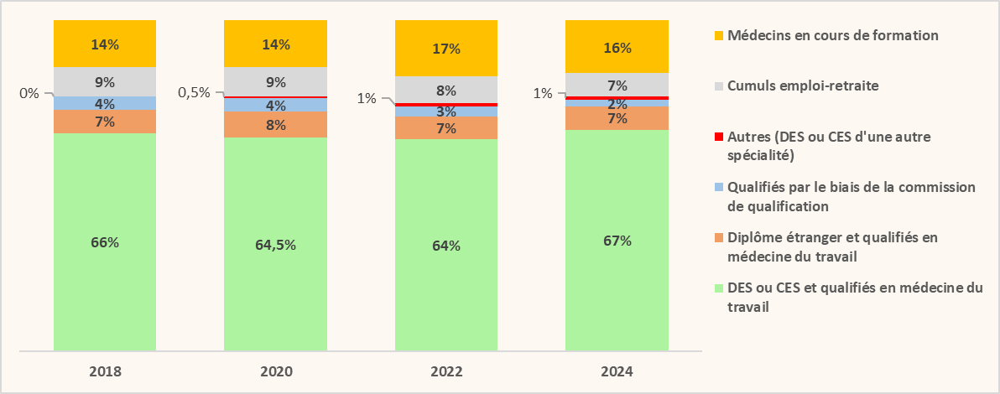 14%
14%
17%
16%
Médecins en cours de formation
9%
9%
8%
7%
Cumuls emploi-retraite
0%
0,5%
1%
1%
4%
4%
3%
2%
Autres (DES ou CES d'une autre
spécialité)
7%
8%
7%
7%
Qualifiés par le biais de la commission
de qualification
Diplôme étranger et qualifiés en
médecine du travail
66%
64,5%
64%
67%
DES ou CES et qualifiés en médecine du
travail
2018
2020
2022
2024